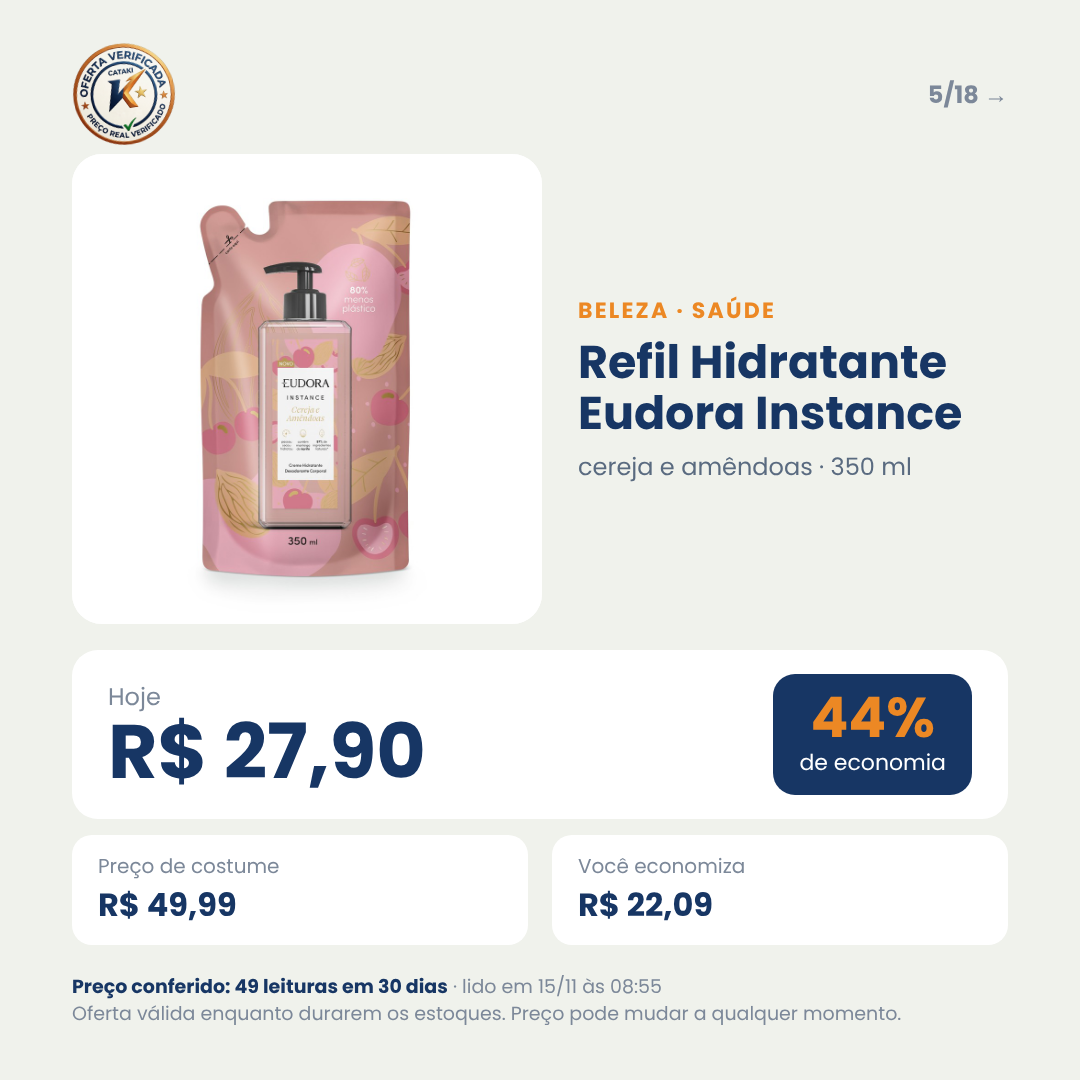 OFERTA VERIFICADA
CATAKI
K
PREÇO REAL VERIFICADO
5/18 →
80%
menos
plástico
EUDORA
INSTANCE
Cereja e
Amêndoas
Creme Hidratante
Desodorante Corporal
350 ml
BELEZA · SAÚDE
Refil Hidratante
Eudora Instance
cereja e amêndoas · 350 ml
Hoje
R$ 27,90
44%
de economia
Preço de costume
R$ 49,99
Você economiza
R$ 22,09
Preço conferido: 49 leituras em 30 dias · lido em 15/11 às 08:55
Oferta válida enquanto durarem os estoques. Preço pode mudar a qualquer momento.